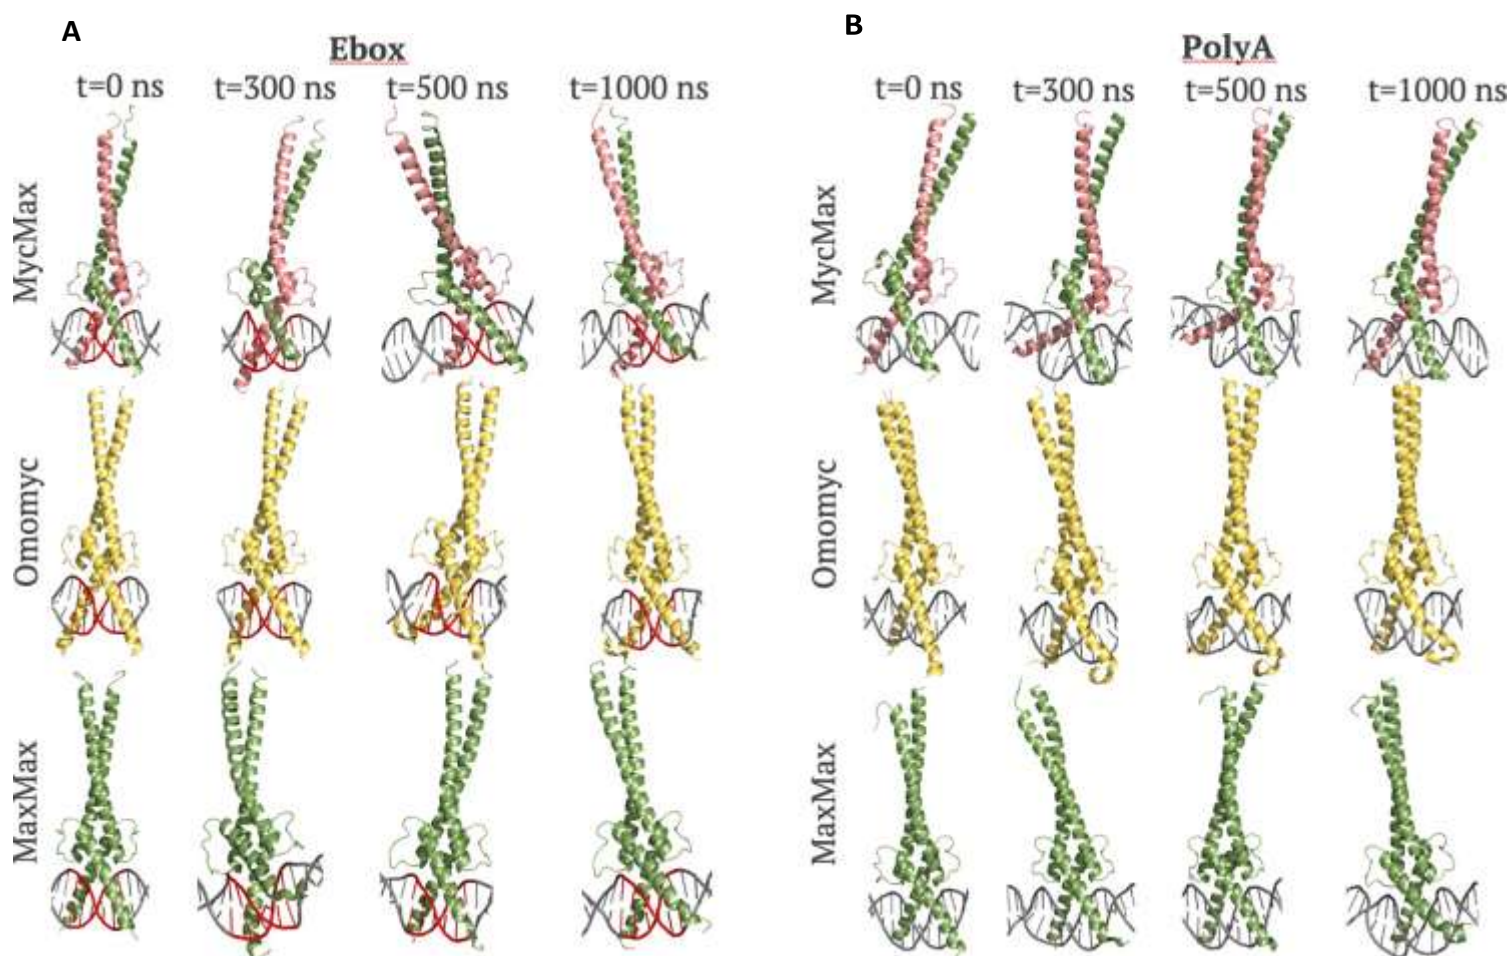 A
Ebox
t=0 ns t=300 ns t=500 ns t=1000 ns
MycMax
Omomyc
MaxMax
B
PolyA
t=0 ns t=300 ns t=500 ns t=1000 ns
MycMax
Omomyc
MaxMax